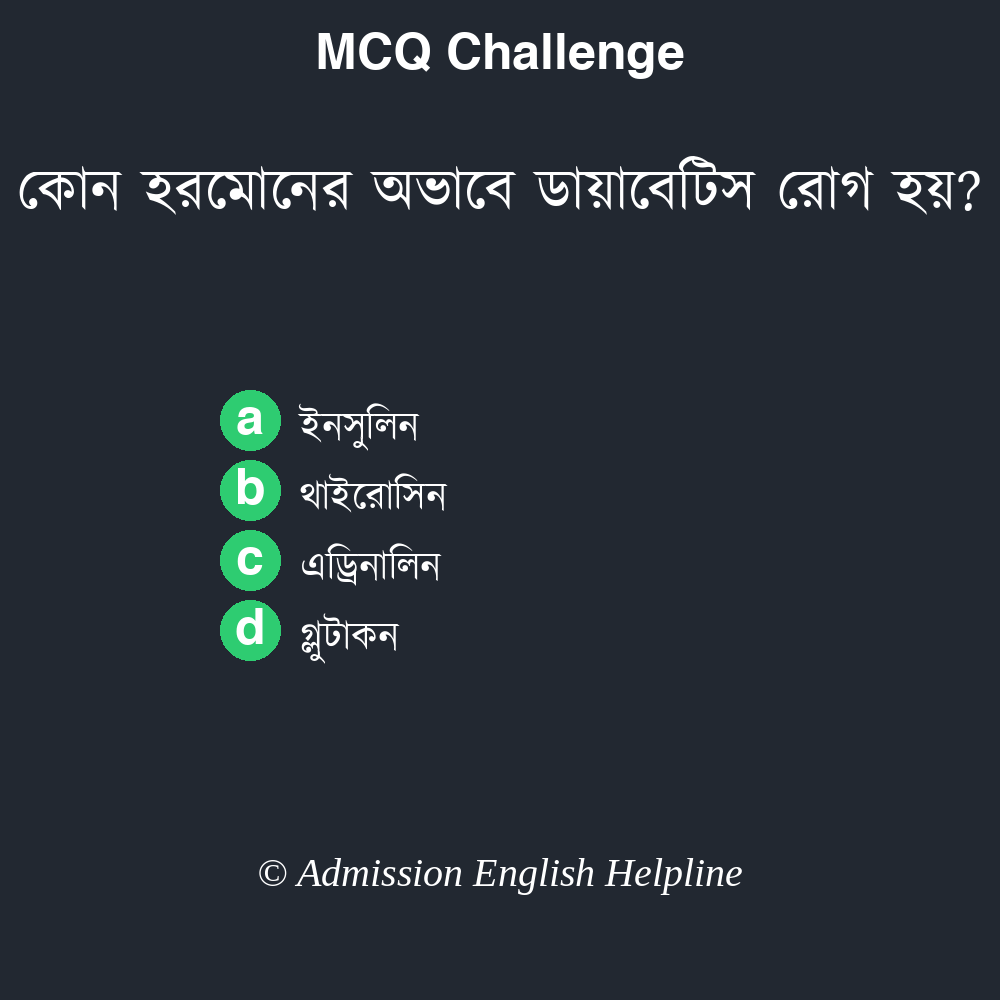 MCQ Challenge
কোন হরমোনের অভাবে ডায়াবেটিস রোগ হয়?
a ইনসুলিন
b থাইরোসিন
c এড্রিনালিন
d গ্লুটাকন
© Admission English Helpline